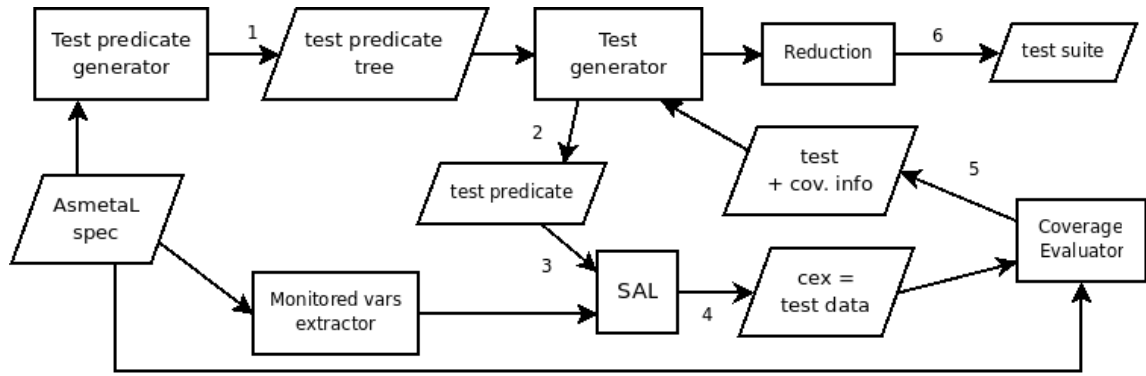 Test predicate
generator
1
test predicate
tree
Test
generator
Reduction
6
test suite
2
test predicate
test
+ cov. info
5
AsmetaL
spec
Coverage
Evaluator
3
SAL
4
cex =
test data
Monitored vars
extractor